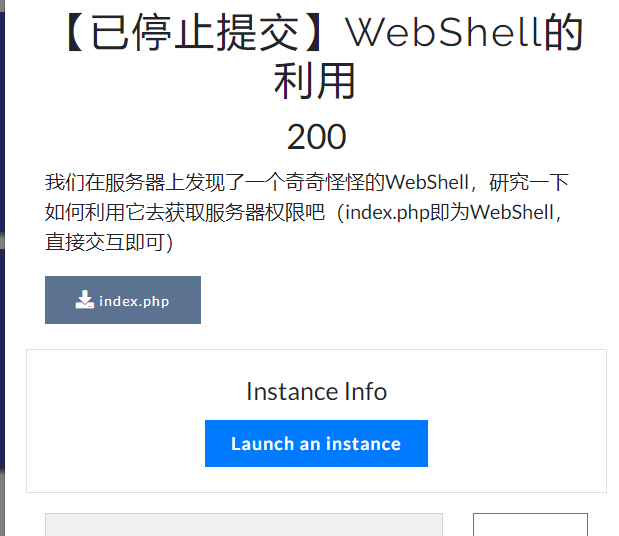 【已停止提交】WebShell的
利用
200
我们在服务器上发现了一个奇奇怪怪的WebShell，研究一下
如何利用它去获取服务器权限吧（index.php即为WebShell，
直接交互即可）
index.php
Instance Info
Launch an instance